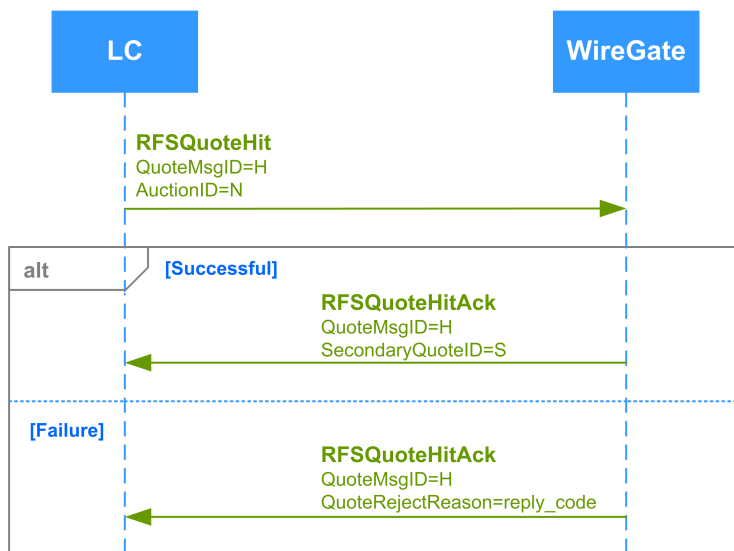 LC
WireGate
RFSQuoteHit
QuoteMsgID=H
AuctionID=N
alt
[Successful]
RFSQuoteHitAck
QuoteMsgID=H
SecondaryQuoteID=S
[Failure]
RFSQuoteHitAck
QuoteMsgID=H
QuoteRejectReason=reply_code